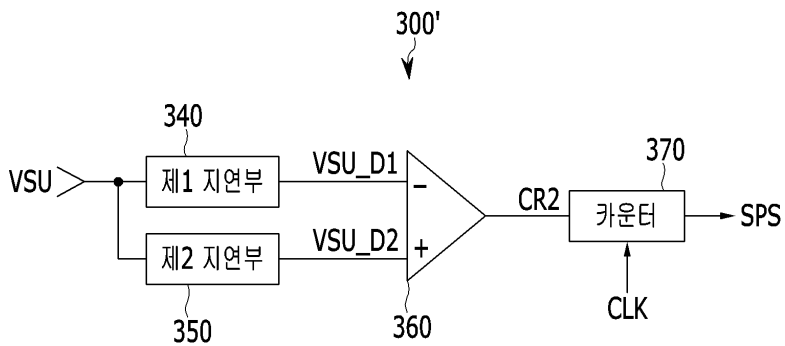 300'
340
VSU
제1 지연부
VSU_D1
-
370
CR2
카운터
SPS
제2 지연부
VSU_D2
+
350
360
CLK